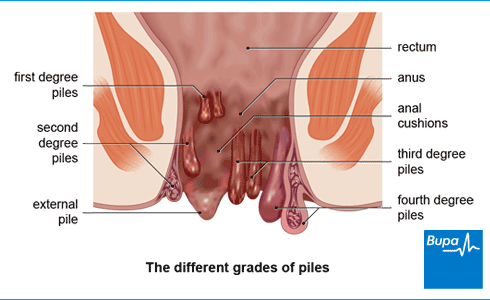 first degree
piles
second
degree
piles
external
pile
rectum
anus
anal
cushions
third degree
piles
fourth degree
piles
Bupa
The different grades of piles